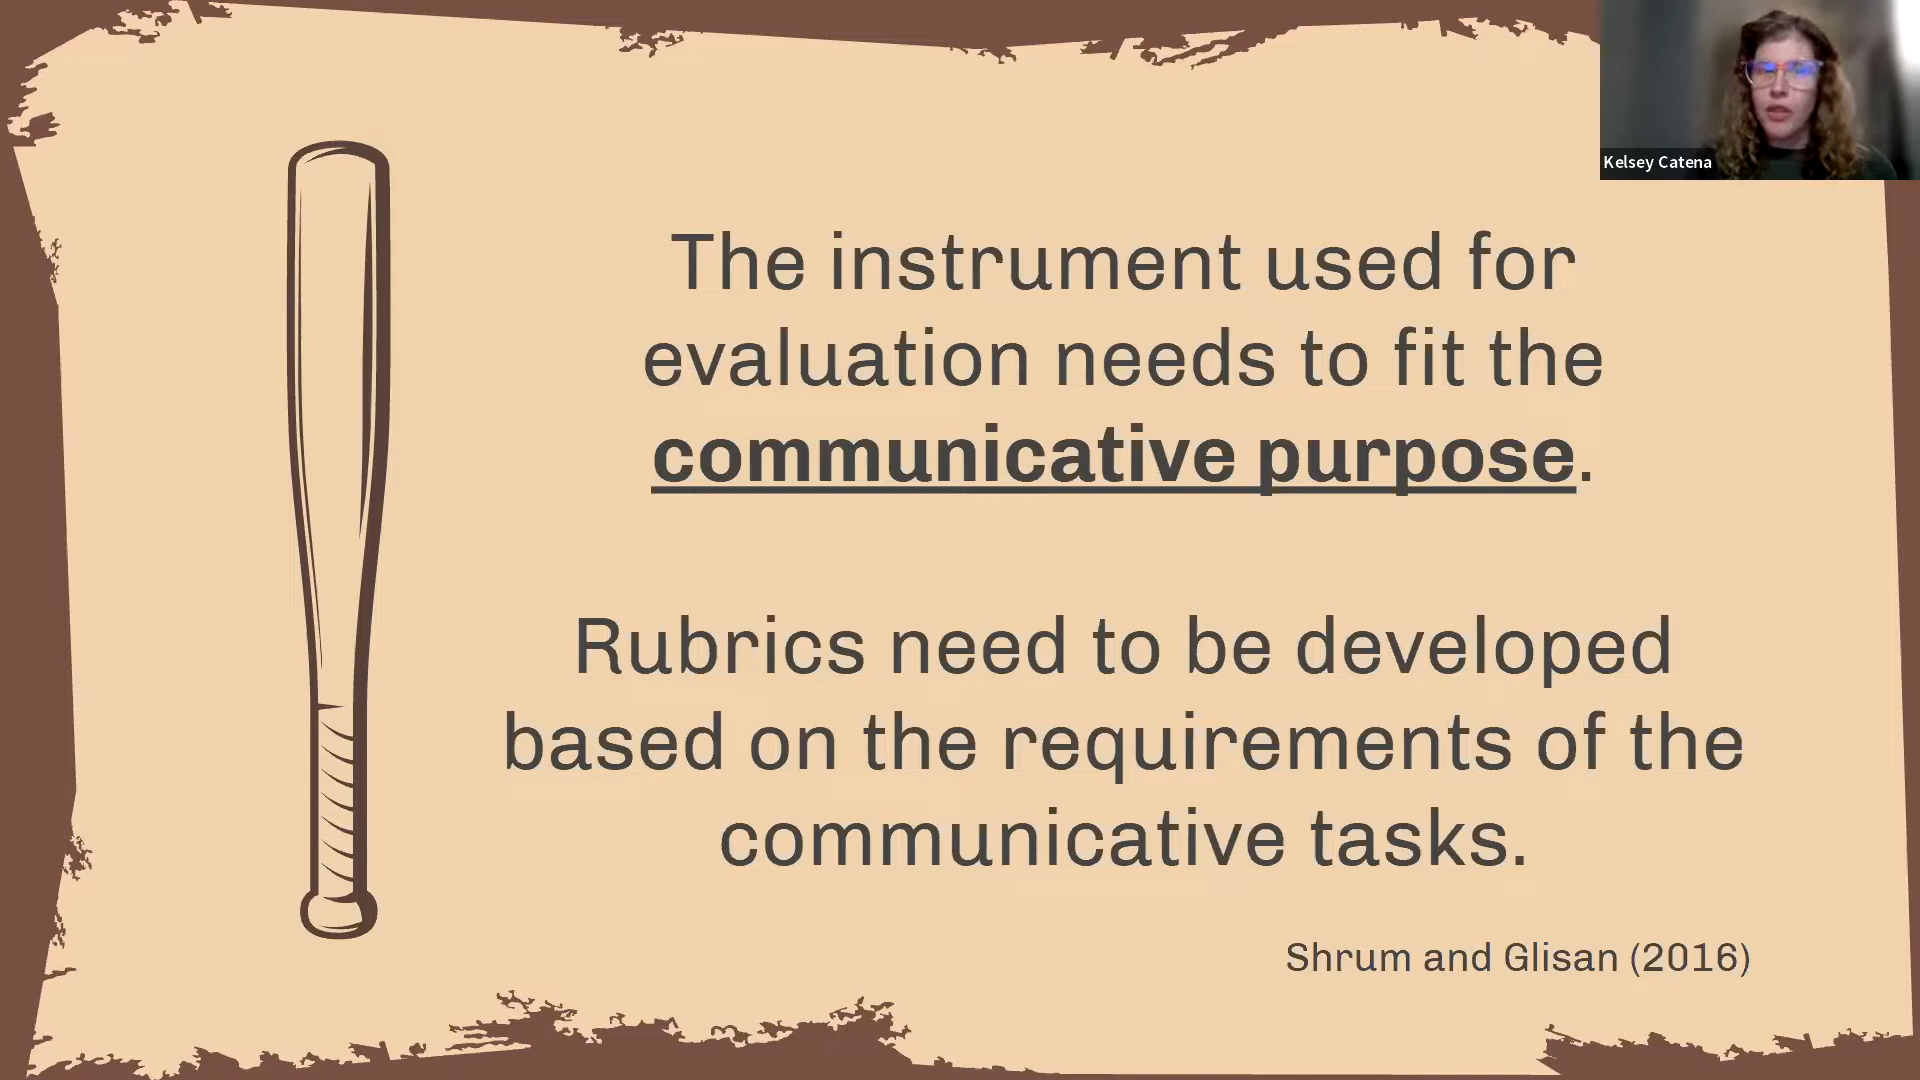 Kelsey Catena
The instrument used for
evaluation needs to fit the
communicative purpose.
Rubrics need to be developed
based on the requirements of the
communicative tasks.
Shrum and Glisan (2016)